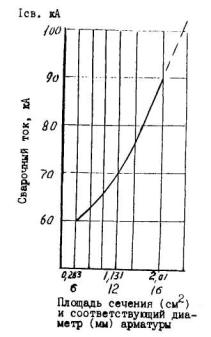 Iсв. кА
100
90
80
70
60
Сварочный ток, кА
0,283 1,131 2,01
6 12 16
Площадь сечения (см²)
и соответствующий диа-
метр (мм) арматуры